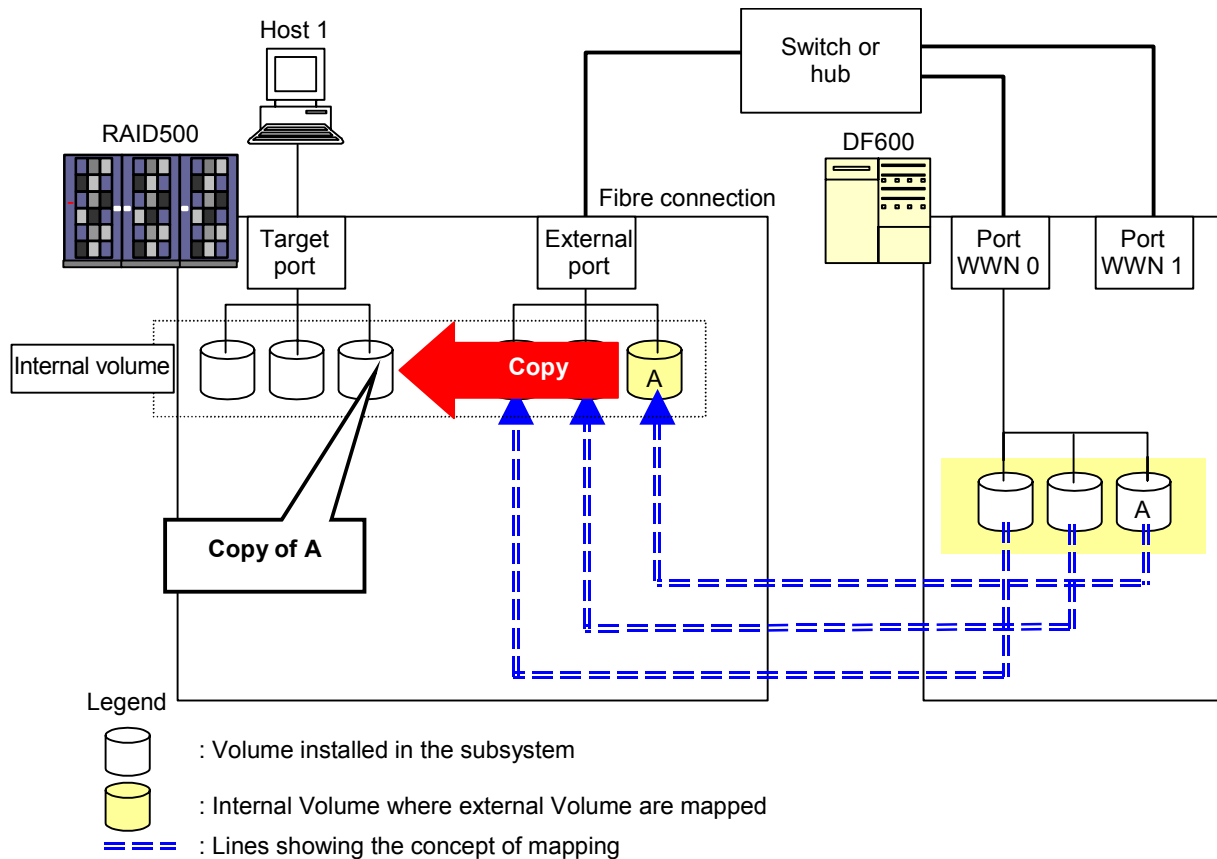 Host 1
Switch or
hub
RAID500
DF600
Fibre connection
Target
port
External
port
Port
WWN 0
Port
WWN 1
Internal volume
Copy
A
A
Copy of A
Legend
: Volume installed in the subsystem
: Internal Volume where external Volume are mapped
: Lines showing the concept of mapping